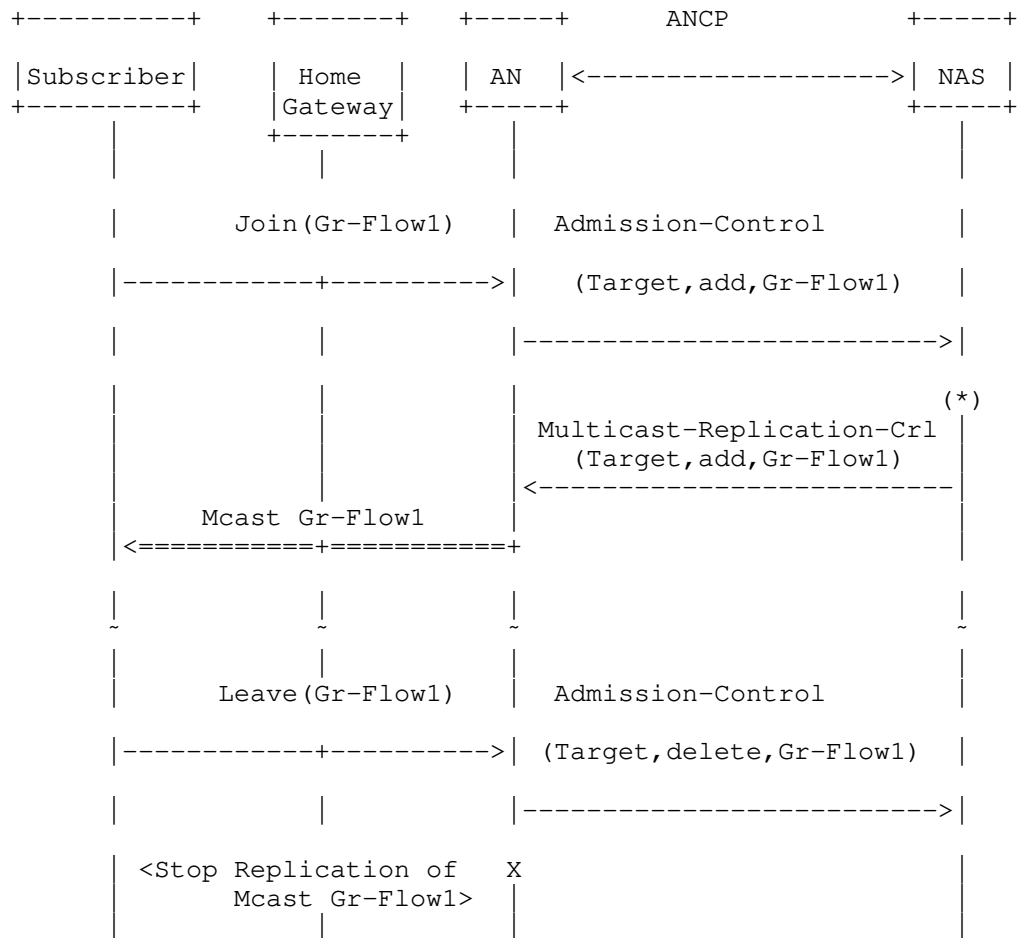 +----------+    +-------+   +-----+      ANCP           +-----+
|Subscriber|    | Home  |   | AN  |<------------------->| NAS |
+----------+    |Gateway|   +-----+                     +-----+
      |         +-------+      |                           |
      |            |           |                           |
      |       Join(Gr-Flow1)   |  Admission-Control        |
      |------------+---------->|   (Target,add,Gr-Flow1)   |
      |            |           |-------------------------->|
      |            |           |                          (*)
      |            |           | Multicast-Replication-Crl |
      |            |           |   (Target,add,Gr-Flow1)   |
      |            |           |<--------------------------|
      |     Mcast Gr-Flow1     |                           |
      |<===========+===========+                           |
      |            |           |                           |
      ~            ~           ~                           ~
      |            |           |                           |
      |      Leave(Gr-Flow1)   |  Admission-Control        |
      |------------+---------->| (Target,delete,Gr-Flow1)  |
      |            |           |-------------------------->|
      | <Stop Replication of   X                           |
      |       Mcast Gr-Flow1>  |                           |
      |            |           |                           |